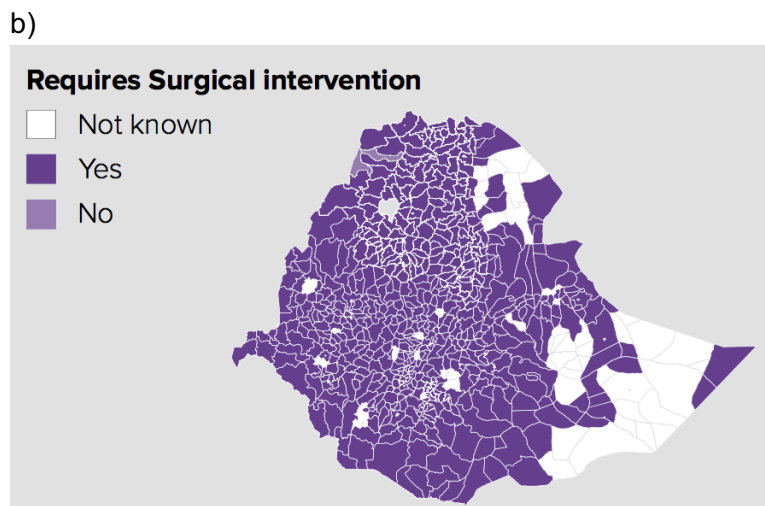 b)
Requires Surgical intervention
Not known
Yes
No